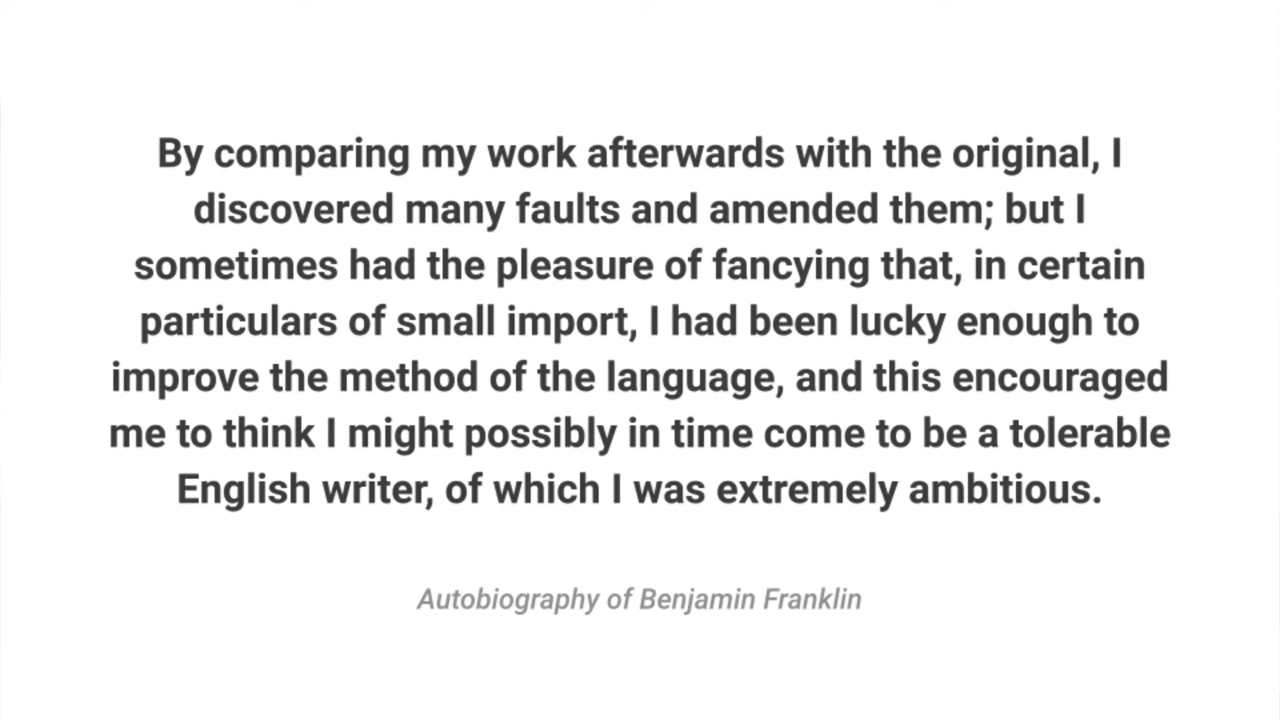 By comparing my work afterwards with the original, I
discovered many faults and amended them; but I
sometimes had the pleasure of fancying that, in certain
particulars of small import, I had been lucky enough to
improve the method of the language, and this encouraged
me to think I might possibly in time come to be a tolerable
English writer, of which I was extremely ambitious.
Autobiography of Benjamin Franklin